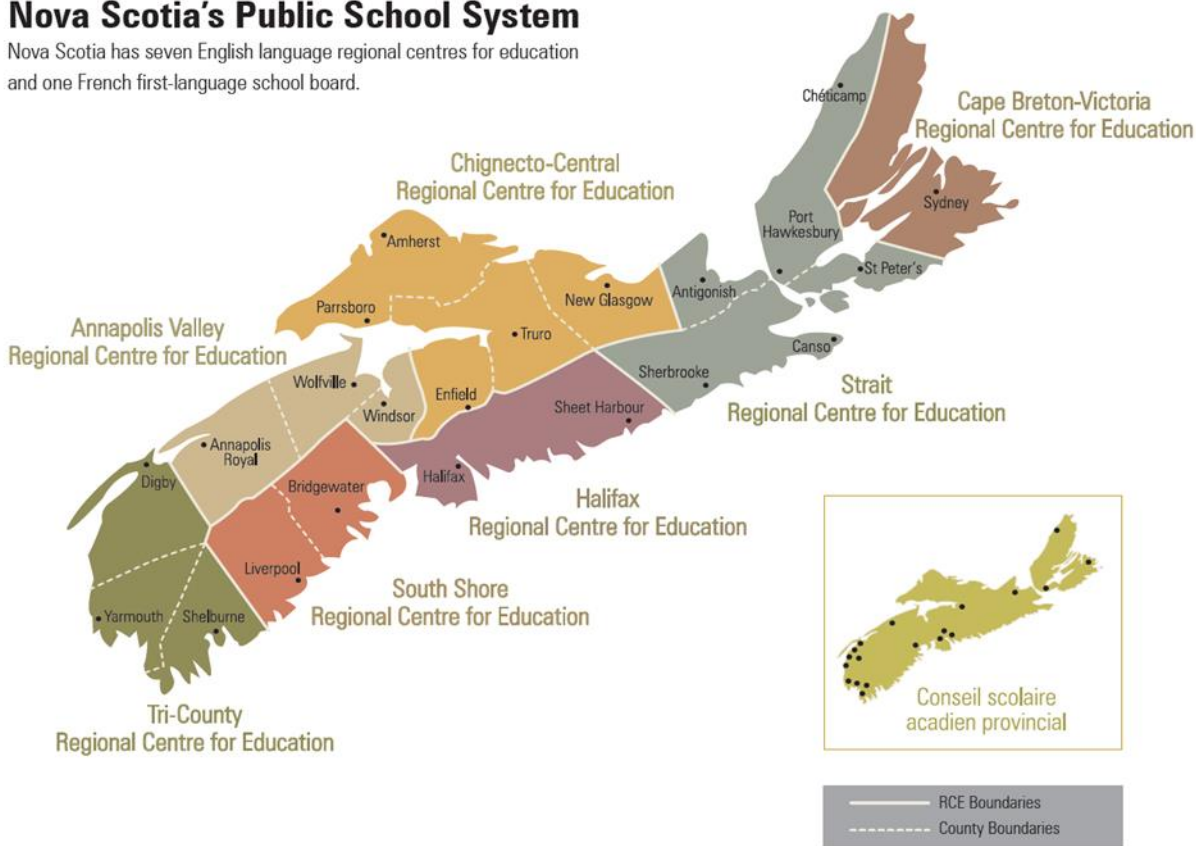 Nova Scotia's Public School System
Nova Scotia has seven English language regional centres for education
and one French first-language school board.
Chéticamp
Cape Breton-Victoria
Regional Centre for Education
Chignecto-Central
Regional Centre for Education
Sydney
Port
Hawkesbury
Amherst
St Peter's
Antigonish
New Glasgow
Parrsboro
Annapolis Valley
Regional Centre for Education
Truro
Canso
Sherbrooke
Strait
Regional Centre for Education
Wolfville
Enfield
Windsor
Sheet Harbour
Annapolis
Royal
Digby
Halifax
Bridgewater
Halifax
Regional Centre for Education
Liverpool
South Shore
Regional Centre for Education
Yarmouth
Shelburne
Tri-County
Regional Centre for Education
Conseil scolaire
acadien provincial
RCE Boundaries
County Boundaries